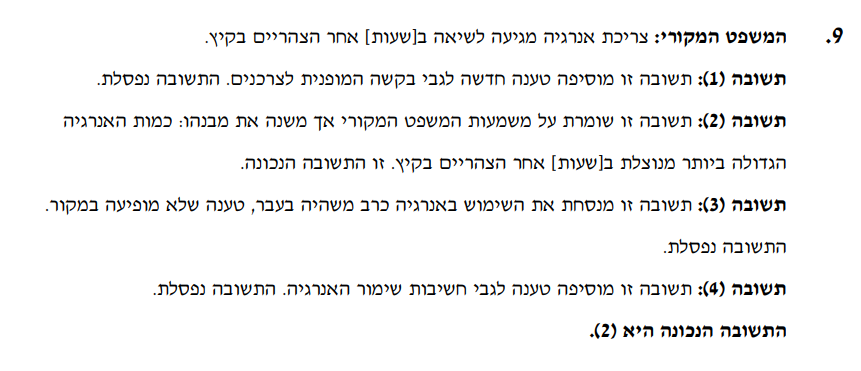 9. המשפט המקורי: צריכת אנרגיה מגיעה לשיאה ב[שעות] אחר הצהריים בקיץ.
תשובה (1): תשובה זו מוסיפה טענה חדשה לגבי בקשה המופנית לצרכנים. התשובה נפסלת.
תשובה (2): תשובה זו שומרת על משמעות המשפט המקורי אך משנה את מבנהו: כמות האנרגיה
הגדולה ביותר מנוצלת ב[שעות] אחר הצהריים בקיץ. זו התשובה הנכונה.
תשובה (3): תשובה זו מנסחת את השימוש באנרגיה כרב משהיה בעבר, טענה שלא מופיעה במקור.
התשובה נפסלת.
תשובה (4): תשובה זו מוסיפה טענה לגבי חשיבות שימור האנרגיה. התשובה נפסלת.
התשובה הנכונה היא (2).